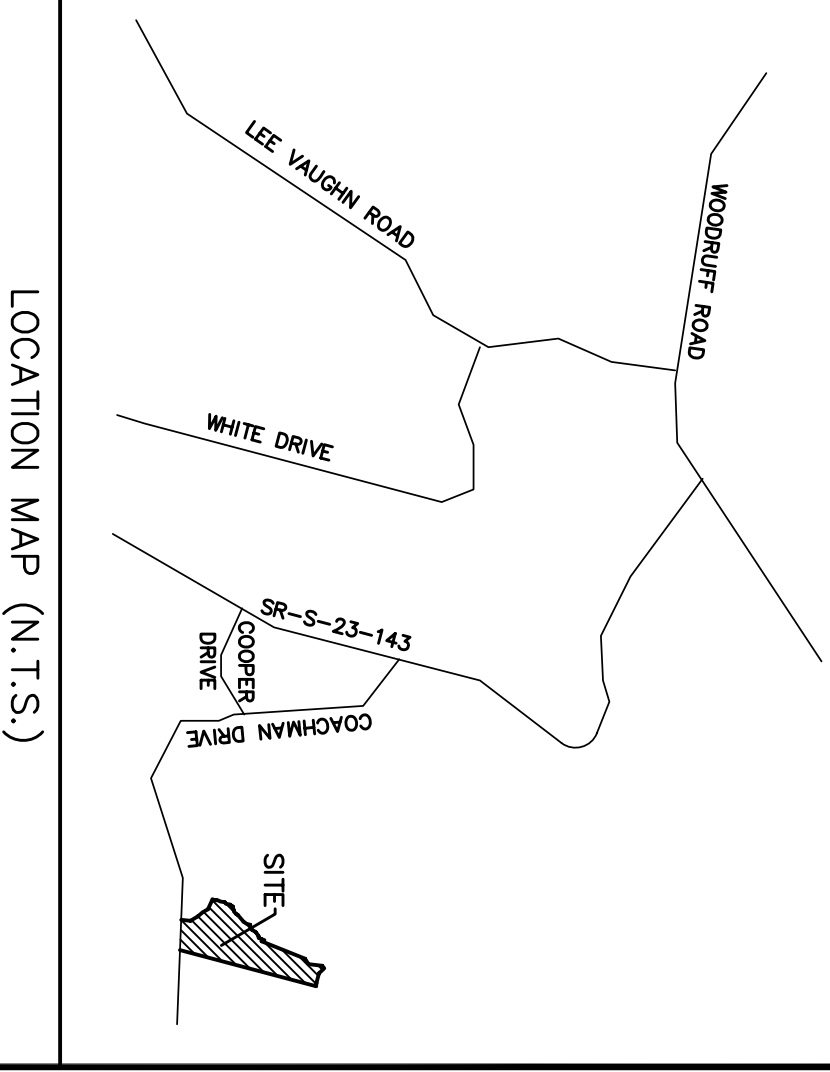 WOODRUFF ROAD
LEE VAUGHN ROAD
WHITE DRIVE
SR-S-23-143
COOPER
DRIVE
COACHMAN DRIVE
SITE
LOCATION MAP (N.T.S.)